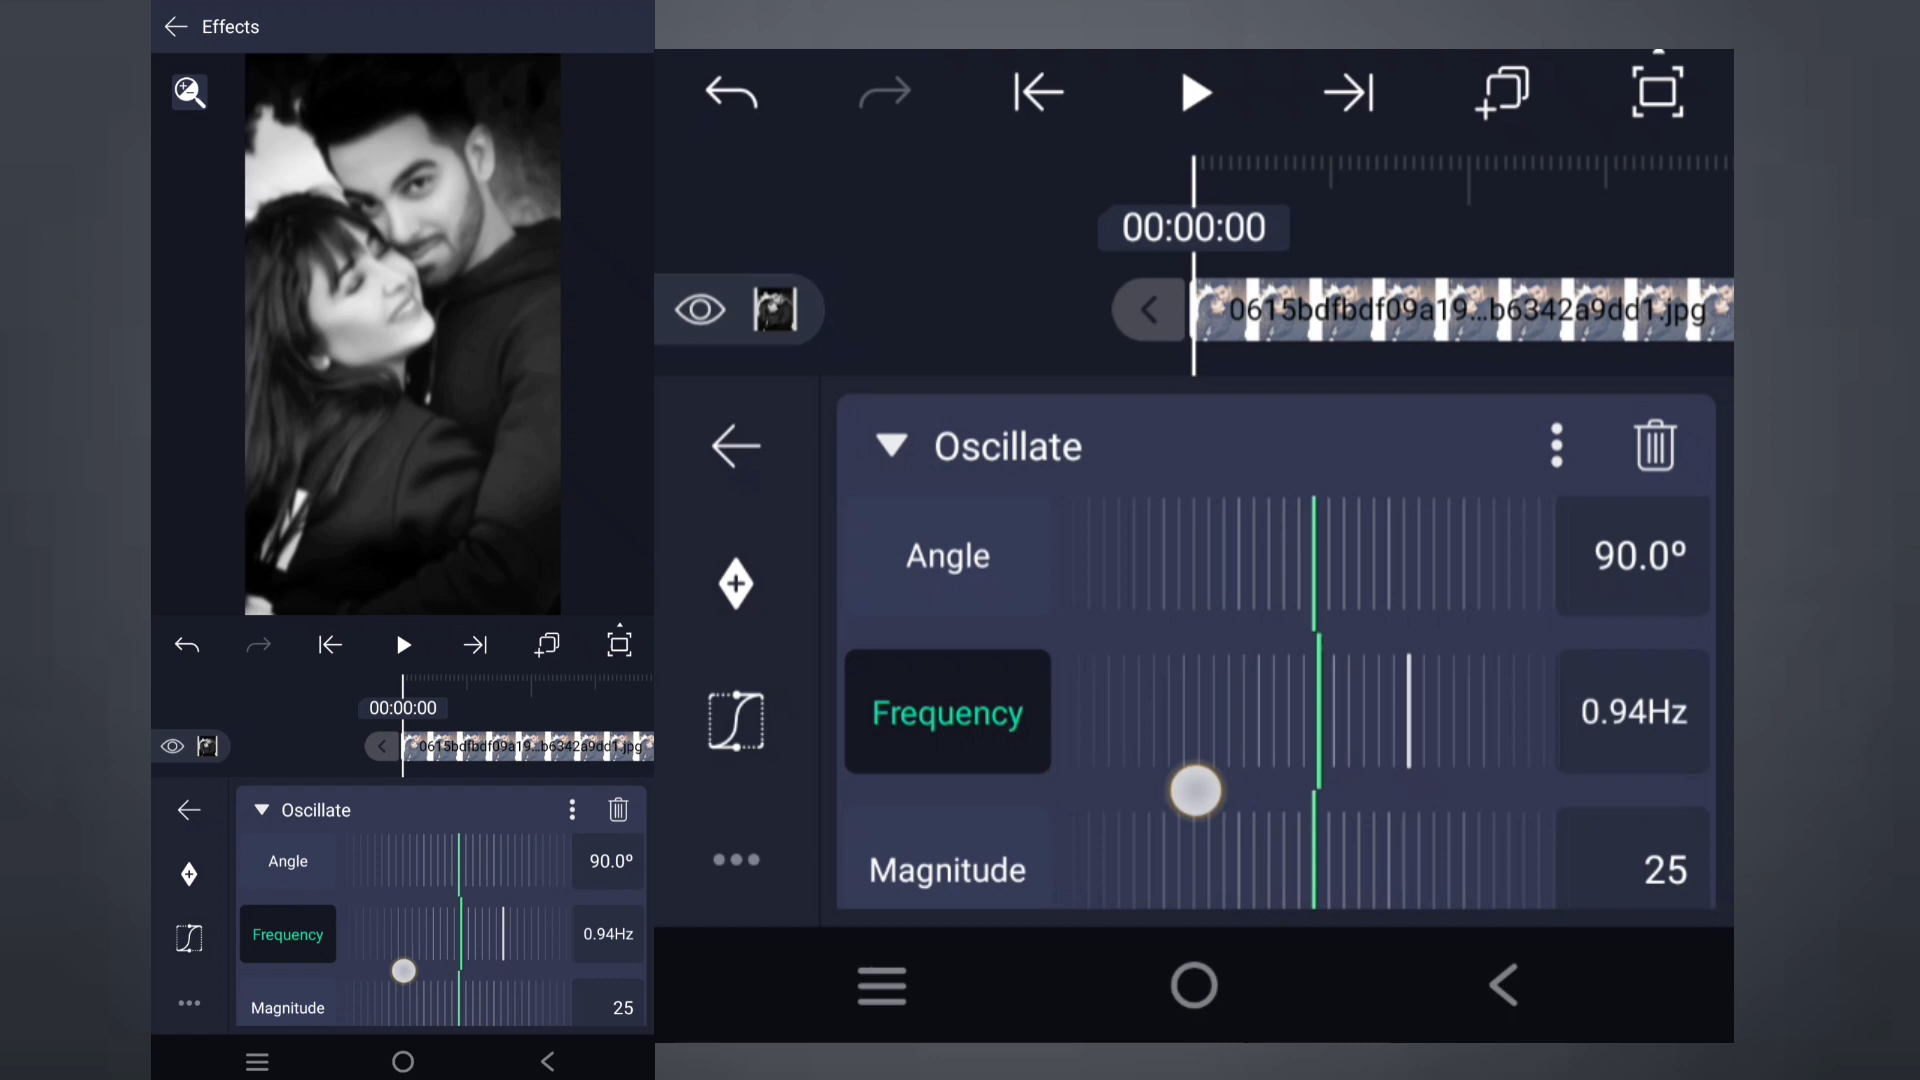 Effects
00:00:00
0615bdfbdf09a19...b6342a9dd1.jpg
Oscillate
Angle
90.0º
Frequency
0.94Hz
Magnitude
25
00:00:00
0615bdfbdf09a19...b6342a9dd1.jpg
Oscillate
Angle
90.0º
Frequency
0.94Hz
Magnitude
25